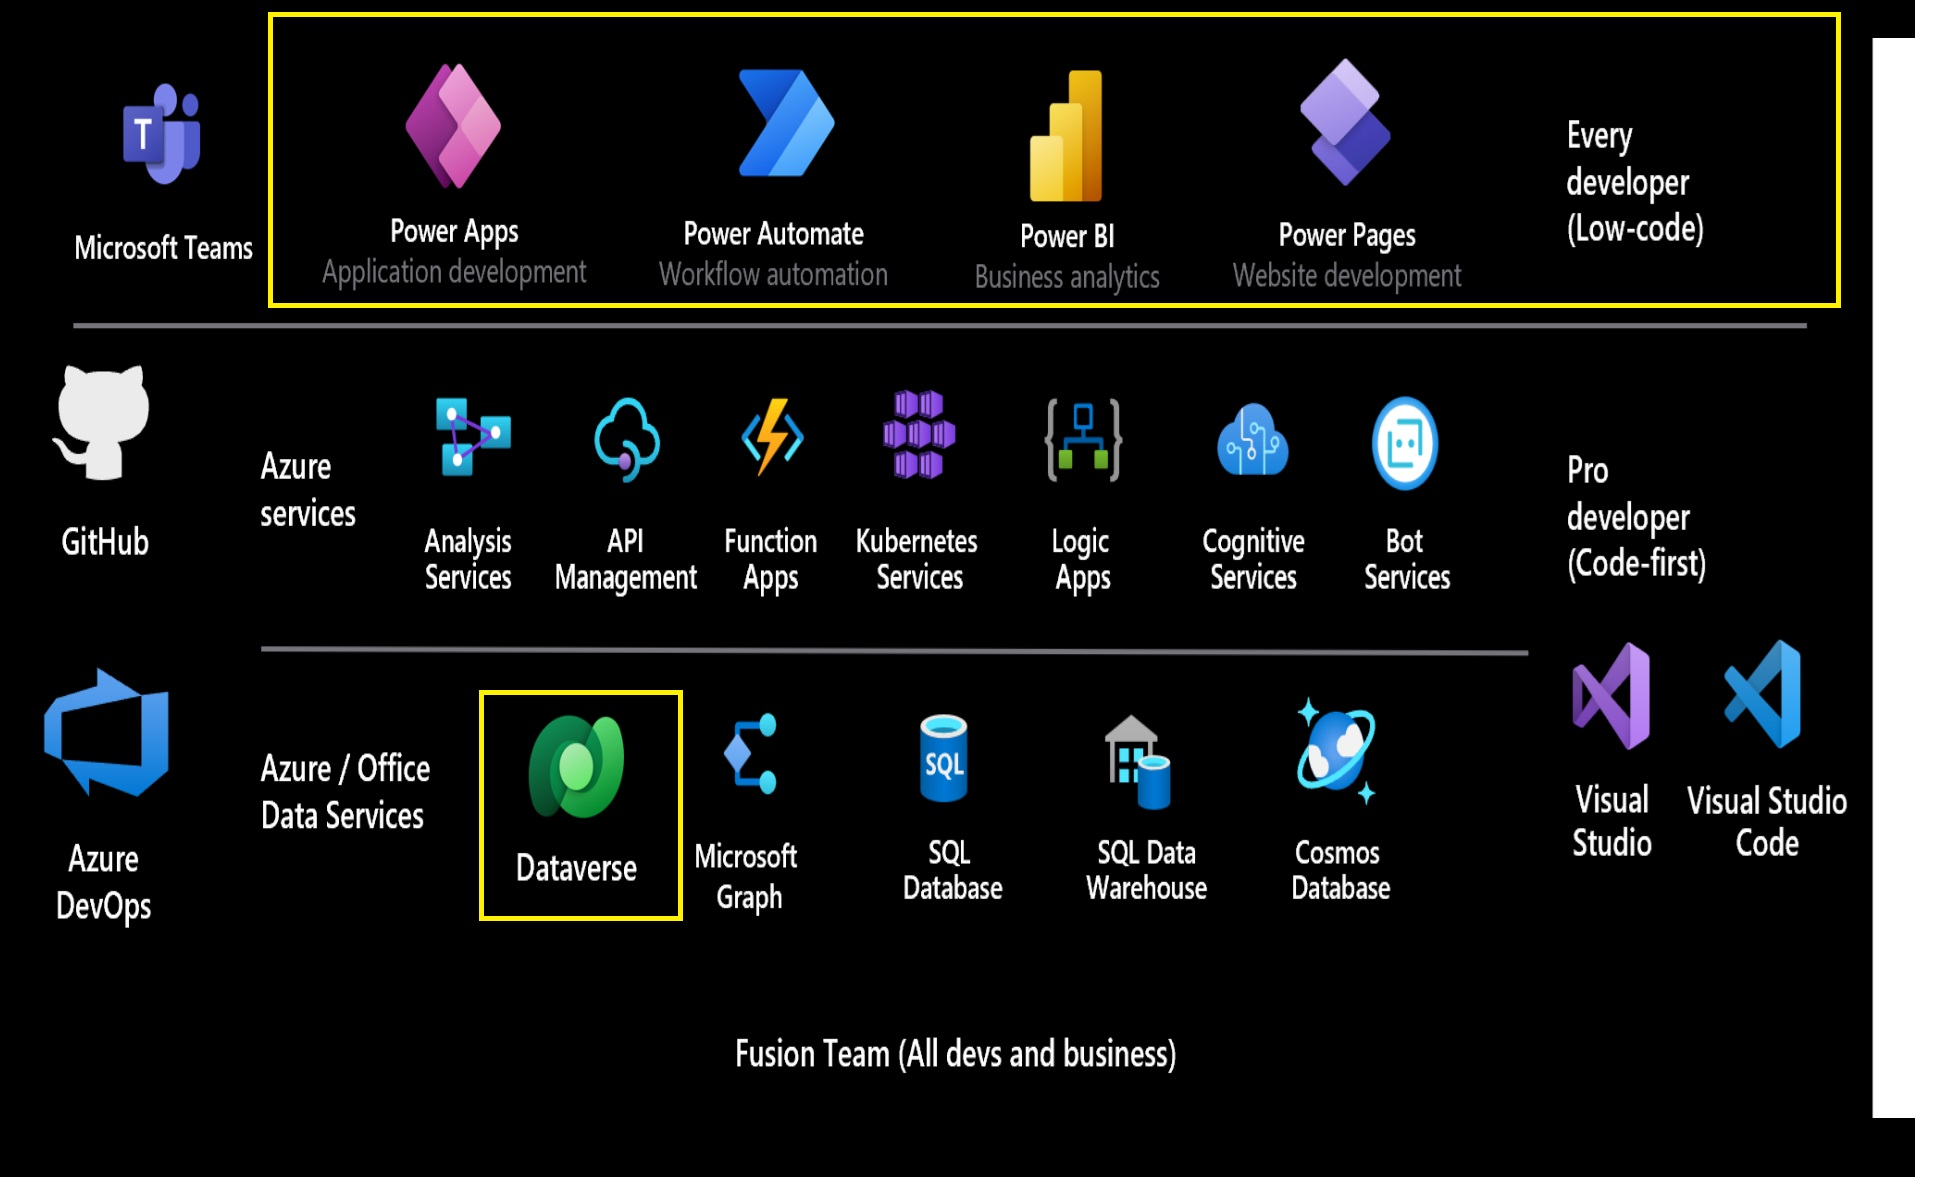 T
Microsoft Teams
Power Apps
Application development
Power Automate
Workflow automation
Power BI
Business analytics
Power Pages
Website development
Every
developer
(Low-code)
GitHub
Azure
services
Analysis
Services
API
Management
Function
Apps
Kubernetes
Services
Logic
Apps
Cognitive
Services
Bot
Services
Pro
developer
(Code-first)
Azure
DevOps
Azure / Office
Data Services
Dataverse
Microsoft
Graph
SQL
SQL
Database
SQL Data
Warehouse
Cosmos
Database
Visual
Studio
Visual Studio
Code
Fusion Team (All devs and business)